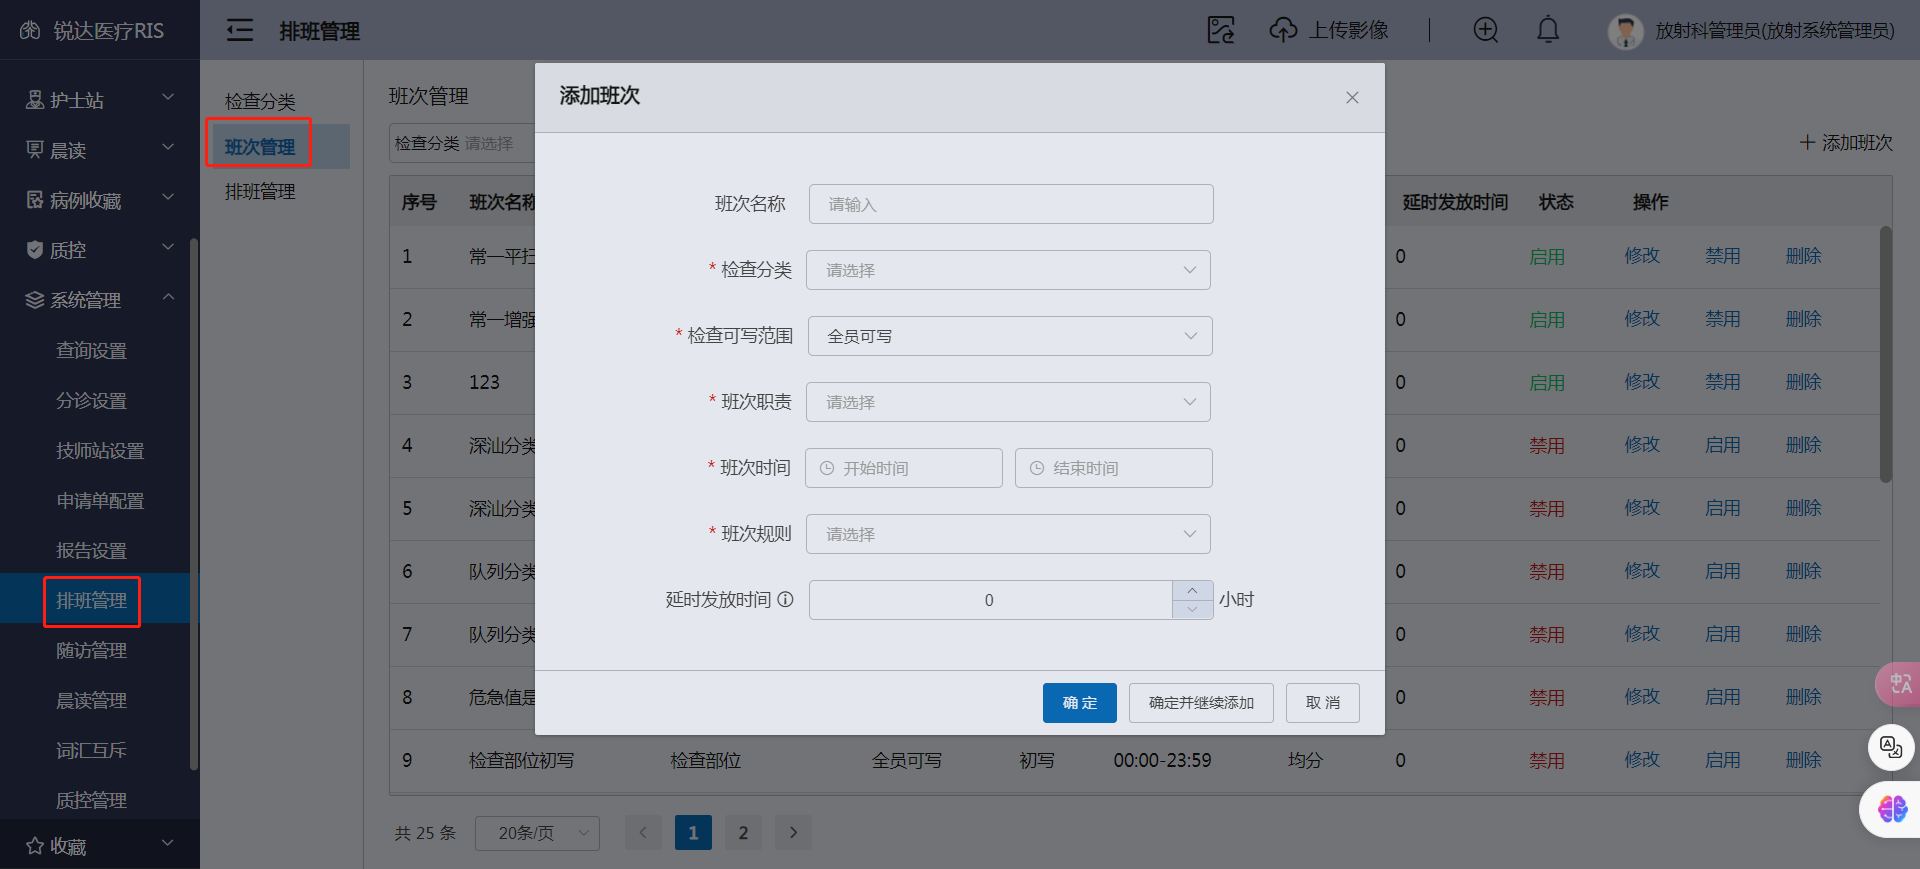 锐达医疗RIS
排班管理
上传影像
放射科管理员(放射系统管理员)
护士站
晨读
病例收藏
质控
系统管理
查询设置
分诊设置
技师站设置
申请单配置
报告设置
排班管理
随访管理
晨读管理
词汇互斥
质控管理
收藏
检查分类
班次管理
排班管理
班次管理
检查分类 请选择
添加班次
序号 班次名称 延时发放时间 状态 操作
1 常一平扫 0 启用 修改 禁用 删除
2 常一增强 0 启用 修改 禁用 删除
3 123 0 启用 修改 禁用 删除
4 深汕分类 0 禁用 修改 启用 删除
5 深汕分类 0 禁用 修改 启用 删除
6 队列分类 0 禁用 修改 启用 删除
7 队列分类 0 禁用 修改 启用 删除
8 危急值是 0 禁用 修改 启用 删除
9 检查部位初写 检查部位 全员可写 初写 00:00-23:59 均分 0 禁用 修改 启用 删除
共 25 条 20条/页 1 2
添加班次
班次名称 请输入
* 检查分类 请选择
* 检查可写范围 全员可写
* 班次职责 请选择
* 班次时间 开始时间 结束时间
* 班次规则 请选择
延时发放时间 0 小时
确 定 确定并继续添加 取 消